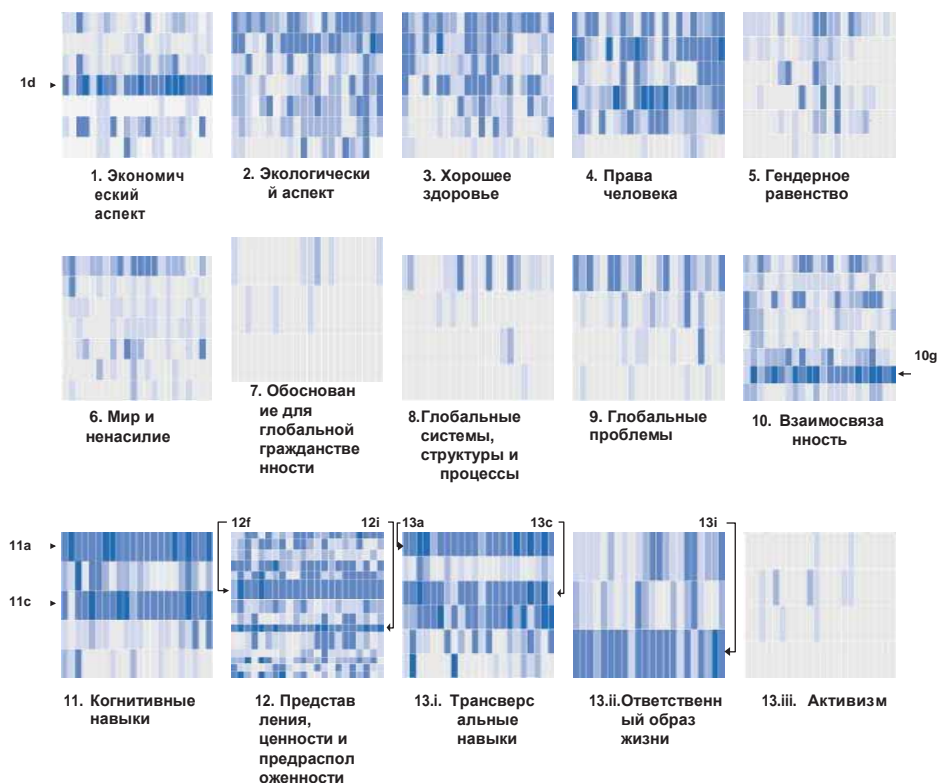 1d
1. Экономич
еский
аспект
2. Экологически
й аспект
3. Хорошее
здоровье
4. Права
человека
5. Гендерное
равенство
10g
6. Мир и
ненасилие
7. Обоснован
ие для
глобальной
гражданстве
нности
8.Глобальные
системы,
структуры и
процессы
9. Глобальные
проблемы
10. Взаимосвяза
нность
12f 12i 13a 13c 13i
11a
11c
11. Когнитивные
навыки
12. Представ
ления,
ценности и
предраспол
оженности
13.i. Трансверс
альные
навыки
13.ii.Ответственн
ый образ
жизни
13.iii. Активизм